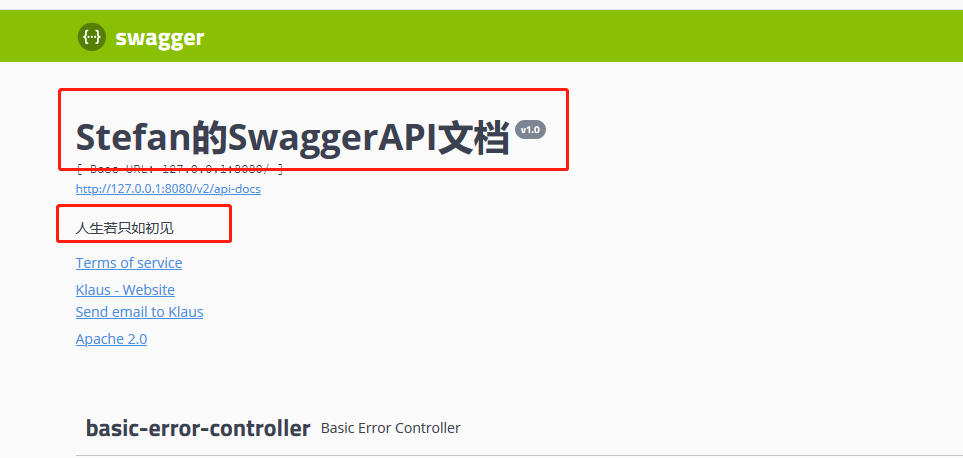 {...} swagger
Stefan的SwaggerAPI文档 v1.0
[ Base URL: 127.0.0.1:8080/ ]
http://127.0.0.1:8080/v2/api-docs
人生若只如初见
Terms of service
Klaus - Website
Send email to Klaus
Apache 2.0
basic-error-controller Basic Error Controller